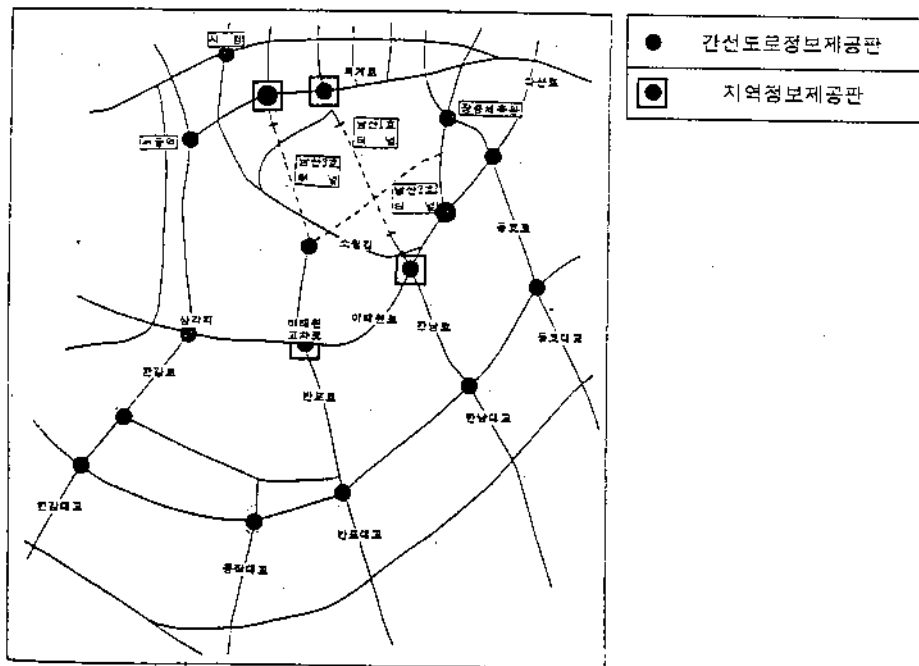 간선도로정보제공판
지역정보제공판
시청
퇴계로
장충체육관
서울역
남산1호
터널
남산3호
터널
남산2호
터널
소월길
동호로
삼각지
이태원
고차로
이태원로
한남로
동호대교
한강로
반포로
한남대교
한강대교
반포대교
동작대교